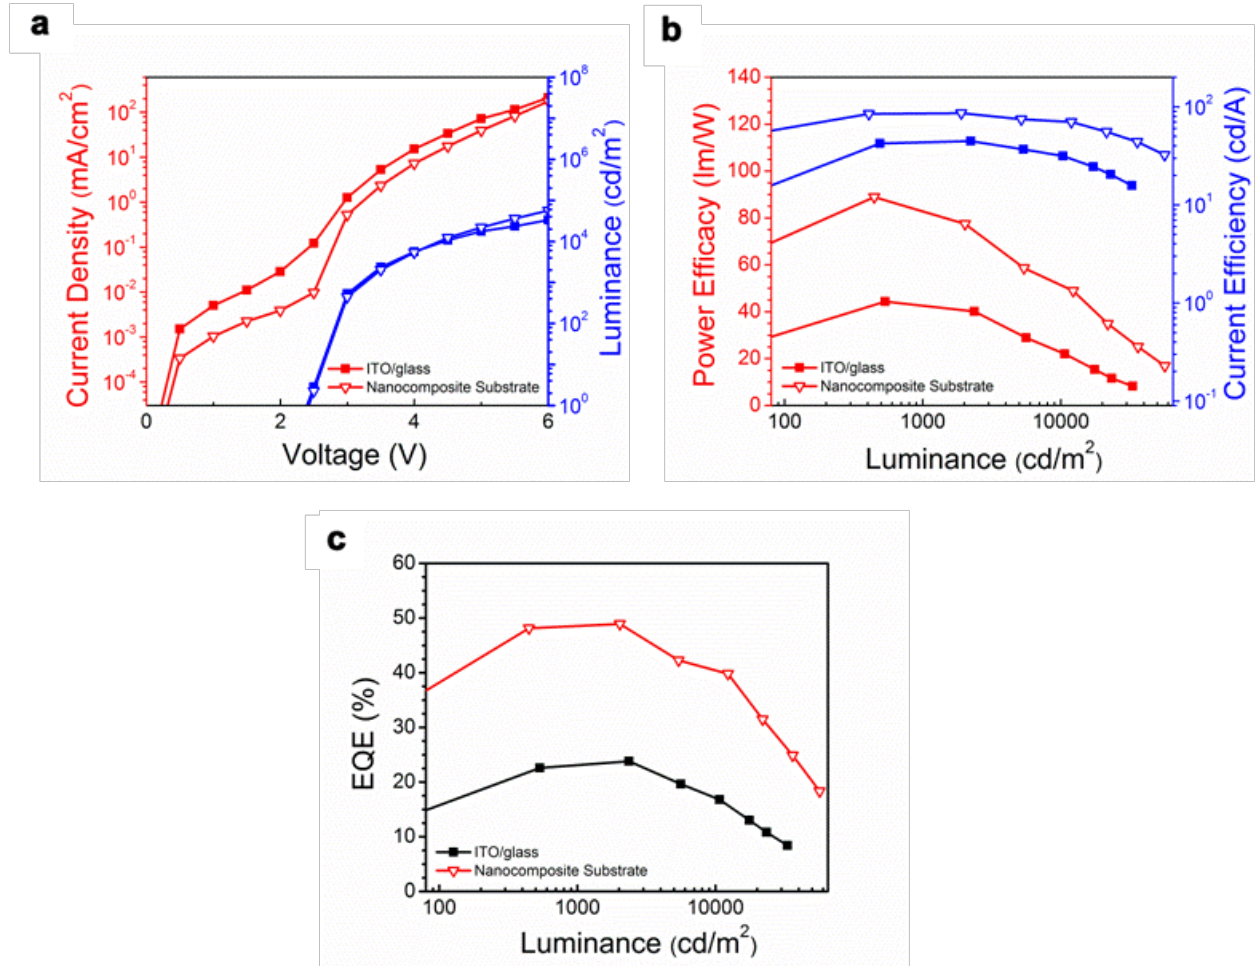 a
Current Density (mA/cm²)
10²
10¹
10⁰
10⁻¹
10⁻²
10⁻³
10⁻⁴
ITO/glass
Nanocomposite Substrate
0
2
4
6
Voltage (V)
10⁸
10⁶
10⁴
10²
10⁰
Luminance (cd/m²)
b
Power Efficacy (lm/W)
140
120
100
80
60
40
20
0
ITO/glass
Nanocomposite Substrate
100
1000
10000
Luminance (cd/m²)
10²
10¹
10⁰
10⁻¹
Current Efficiency (cd/A)
c
EQE (%)
60
50
40
30
20
10
0
ITO/glass
Nanocomposite Substrate
100
1000
10000
Luminance (cd/m²)